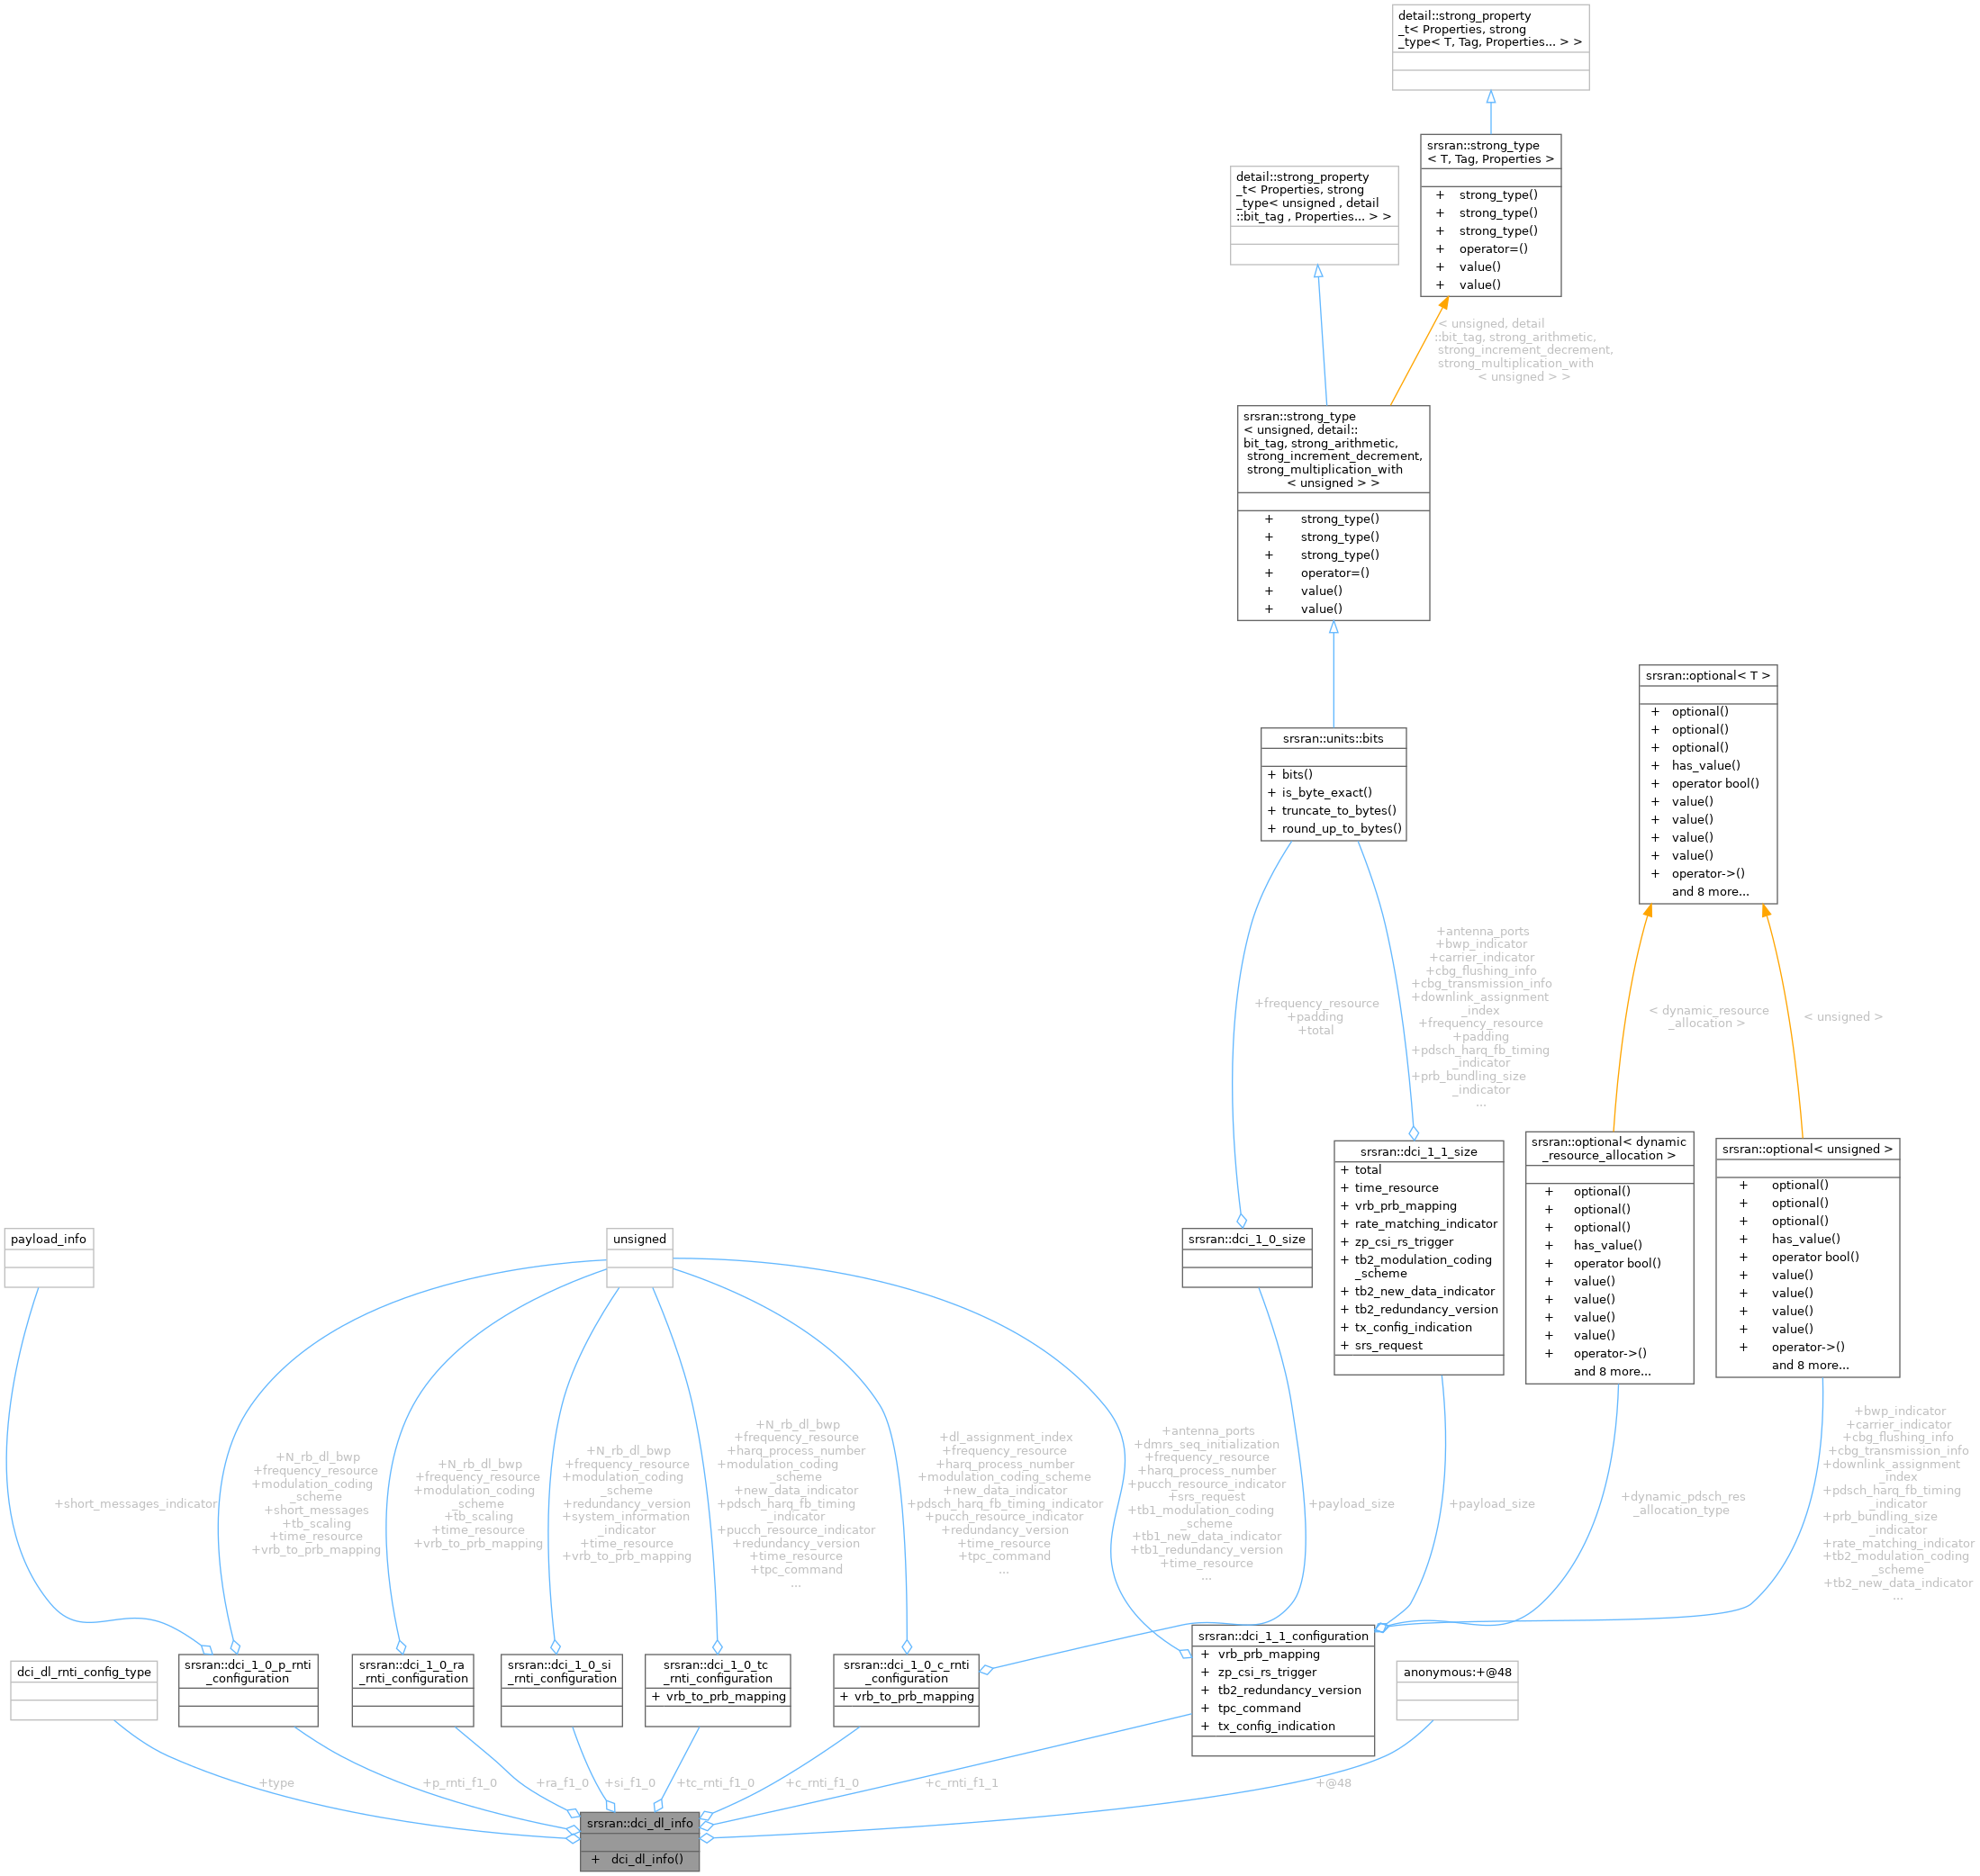 detail::strong_property
_t< Properties, strong
_type< T, Tag, Properties... > >
srsran::strong_type
< T, Tag, Properties >
+ strong_type()
+ strong_type()
+ strong_type()
+ operator=()
+ value()
+ value()
detail::strong_property
_t< Properties, strong
_type< unsigned , detail
::bit_tag , Properties... > >
< unsigned, detail
::bit_tag, strong_arithmetic,
strong_increment_decrement,
strong_multiplication_with
< unsigned > >
srsran::strong_type
< unsigned, detail::
bit_tag, strong_arithmetic,
strong_increment_decrement,
strong_multiplication_with
< unsigned > >
+ strong_type()
+ strong_type()
+ strong_type()
+ operator=()
+ value()
+ value()
srsran::units::bits
+ bits()
+ is_byte_exact()
+ truncate_to_bytes()
+ round_up_to_bytes()
srsran::optional< T >
+ optional()
+ optional()
+ optional()
+ has_value()
+ operator bool()
+ value()
+ value()
+ value()
+ value()
+ operator->()
and 8 more...
+frequency_resource
+padding
+total
+antenna_ports
+bwp_indicator
+carrier_indicator
+cbg_flushing_info
+cbg_transmission_info
+downlink_assignment
_index
+frequency_resource
+padding
+pdsch_harq_fb_timing
_indicator
+prb_bundling_size
_indicator
...
< dynamic_resource
_allocation >
< unsigned >
srsran::dci_1_0_size
srsran::dci_1_1_size
+ total
+ time_resource
+ vrb_prb_mapping
+ rate_matching_indicator
+ zp_csi_rs_trigger
+ tb2_modulation_coding
_scheme
+ tb2_new_data_indicator
+ tb2_redundancy_version
+ tx_config_indication
+ srs_request
srsran::optional< dynamic
_resource_allocation >
+ optional()
+ optional()
+ optional()
+ has_value()
+ operator bool()
+ value()
+ value()
+ value()
+ value()
+ operator->()
and 8 more...
srsran::optional< unsigned >
+ optional()
+ optional()
+ optional()
+ has_value()
+ operator bool()
+ value()
+ value()
+ value()
+ value()
+ operator->()
and 8 more...
payload_info
unsigned
+short_messages_indicator
+N_rb_dl_bwp
+frequency_resource
+modulation_coding
_scheme
+short_messages
+tb_scaling
+time_resource
+vrb_to_prb_mapping
+N_rb_dl_bwp
+frequency_resource
+modulation_coding
_scheme
+tb_scaling
+time_resource
+vrb_to_prb_mapping
+N_rb_dl_bwp
+frequency_resource
+modulation_coding
_scheme
+redundancy_version
+system_information
_indicator
+time_resource
+vrb_to_prb_mapping
+N_rb_dl_bwp
+frequency_resource
+harq_process_number
+modulation_coding
_scheme
+new_data_indicator
+pdsch_harq_fb_timing
_indicator
+pucch_resource_indicator
+redundancy_version
+time_resource
+tpc_command
...
+dl_assignment_index
+frequency_resource
+harq_process_number
+modulation_coding_scheme
+new_data_indicator
+pdsch_harq_fb_timing_indicator
+pucch_resource_indicator
+redundancy_version
+time_resource
+tpc_command
...
+antenna_ports
+dmrs_seq_initialization
+frequency_resource
+harq_process_number
+pucch_resource_indicator
+srs_request
+tb1_modulation_coding
_scheme
+tb1_new_data_indicator
+tb1_redundancy_version
+time_resource
...
+payload_size
+payload_size
+dynamic_pdsch_res
_allocation_type
+bwp_indicator
+carrier_indicator
+cbg_flushing_info
+cbg_transmission_info
+downlink_assignment
_index
+pdsch_harq_fb_timing
_indicator
+prb_bundling_size
_indicator
+rate_matching_indicator
+tb2_modulation_coding
_scheme
+tb2_new_data_indicator
...
dci_dl_rnti_config_type
srsran::dci_1_0_p_rnti
_configuration
srsran::dci_1_0_ra
_rnti_configuration
srsran::dci_1_0_si
_rnti_configuration
srsran::dci_1_0_tc
_rnti_configuration
+ vrb_to_prb_mapping
srsran::dci_1_0_c_rnti
_configuration
+ vrb_to_prb_mapping
srsran::dci_1_1_configuration
+ vrb_prb_mapping
+ zp_csi_rs_trigger
+ tb2_redundancy_version
+ tpc_command
+ tx_config_indication
anonymous:+@48
+type
+p_rnti_f1_0
+ra_f1_0
+si_f1_0
+tc_rnti_f1_0
+c_rnti_f1_0
+c_rnti_f1_1
+@48
srsran::dci_dl_info
+ dci_dl_info()